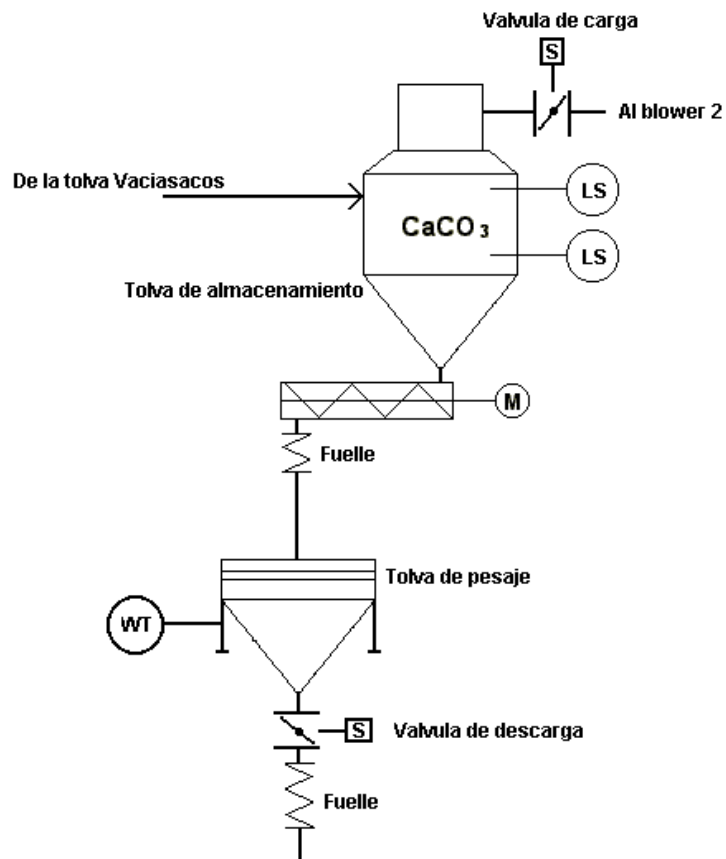 Valvula de carga
S
Al blower 2
De la tolva Vaciasacos
LS
CaCO₃
LS
Tolva de almacenamiento
M
Fuelle
Tolva de pesaje
WT
S
Valvula de descarga
Fuelle